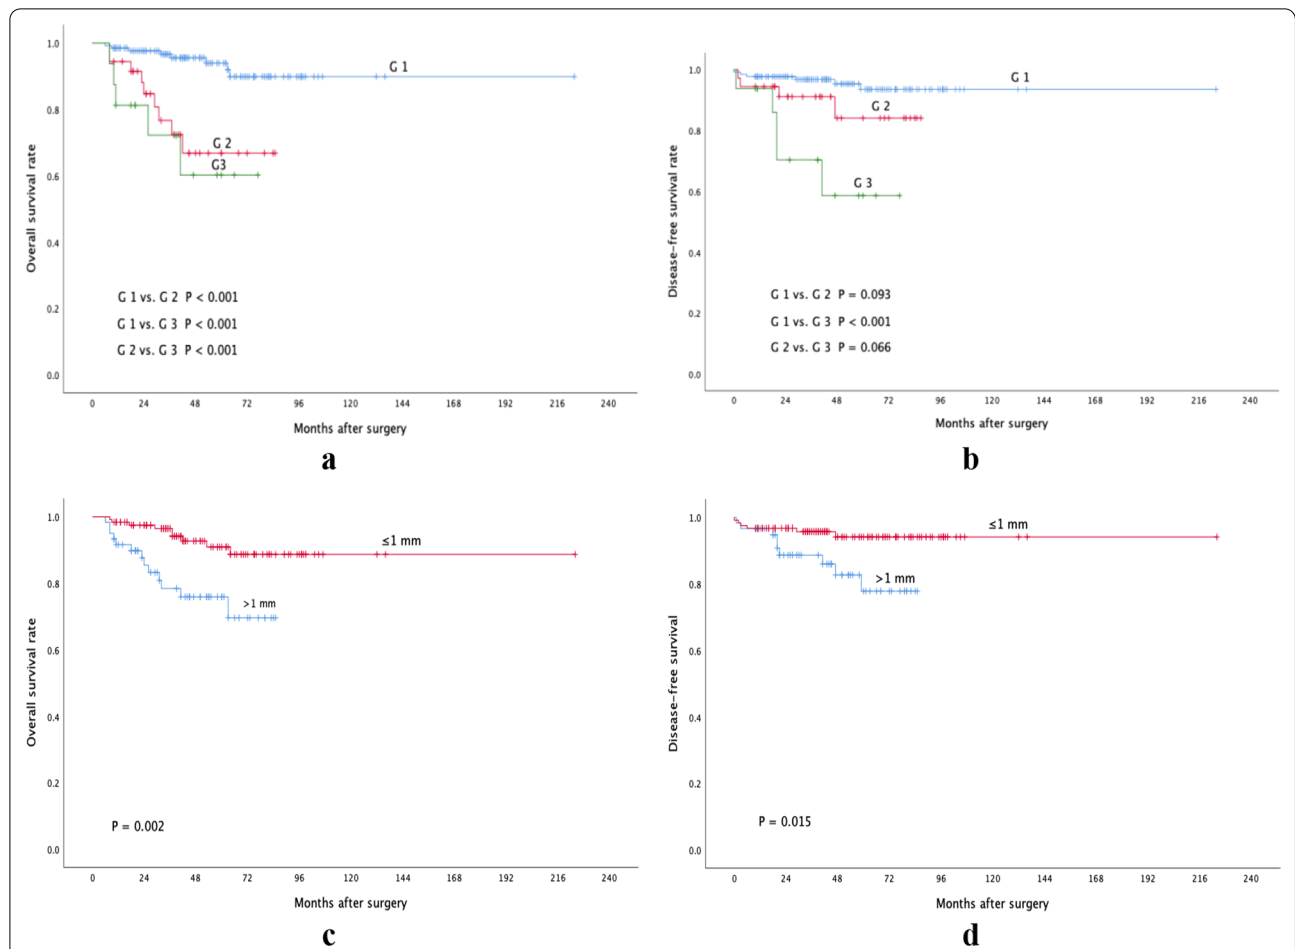 1.0
0.8
0.6
0.4
0.2
0.0
Overall survival rate
G 1
G 2
G3
G 1 vs. G 2 P < 0.001
G 1 vs. G 3 P < 0.001
G 2 vs. G 3 P < 0.001
0 24 48 72 96 120 144 168 192 216 240
Months after surgery
a
1.0
0.8
0.6
0.4
0.2
0.0
Disease-free survival rate
G 1
G 2
G 3
G 1 vs. G 2 P = 0.093
G 1 vs. G 3 P < 0.001
G 2 vs. G 3 P = 0.066
0 24 48 72 96 120 144 168 192 216 240
Months after surgery
b
1.0
0.8
0.6
0.4
0.2
0.0
Overall survival rate
≤1 mm
>1 mm
P = 0.002
0 24 48 72 96 120 144 168 192 216 240
Months after surgery
c
1.0
0.8
0.6
0.4
0.2
0.0
Disease-free survival
≤1 mm
>1 mm
P = 0.015
0 24 48 72 96 120 144 168 192 216 240
Months after surgery
d